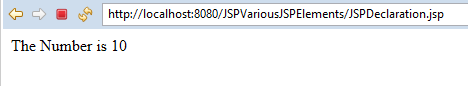 http://localhost:8080/JSPVariousJSPElements/JSPDeclaration.jsp
The Number is 10